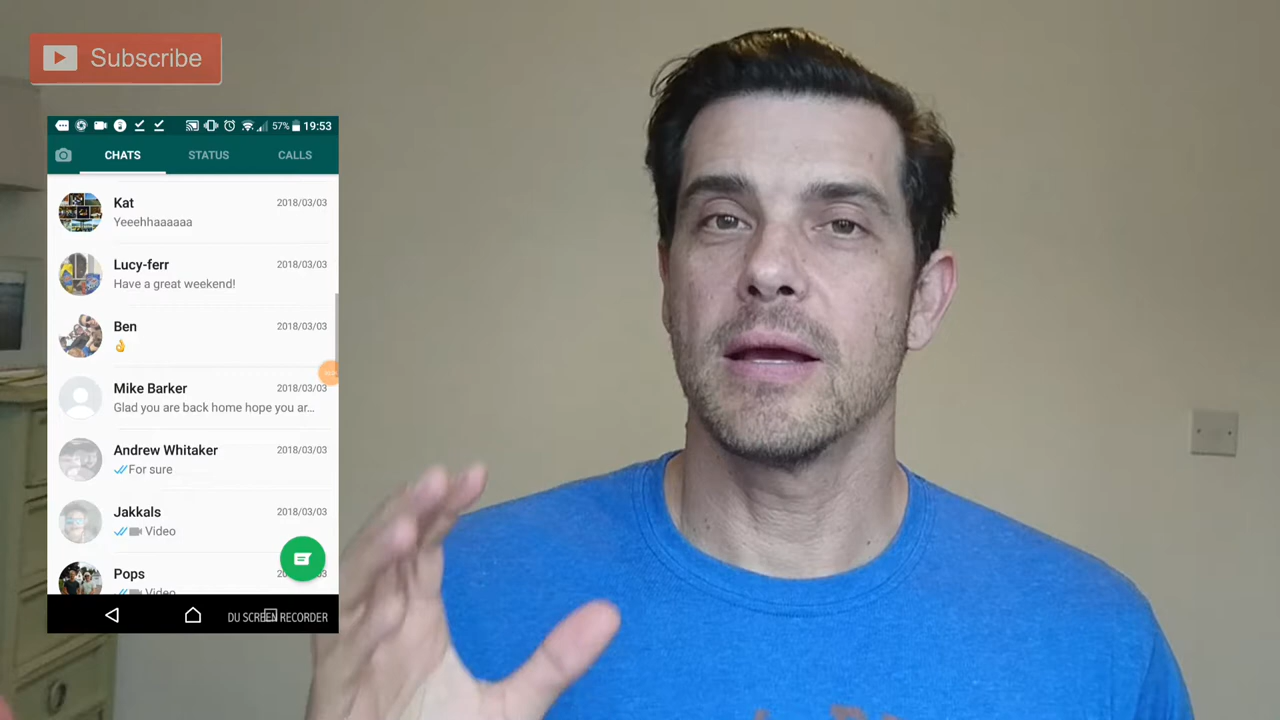 Subscribe
57% 19:53
CHATS STATUS CALLS
Kat 2018/03/03
Yeeehhaaaaaa
Lucy-ferr 2018/03/03
Have a great weekend!
Ben 2018/03/03
Mike Barker 2018/03/03
Glad you are back home hope you ar...
Andrew Whitaker 2018/03/03
For sure
Jakkals 2018/03/03
Video
Pops
Video
DU SCREEN RECORDER